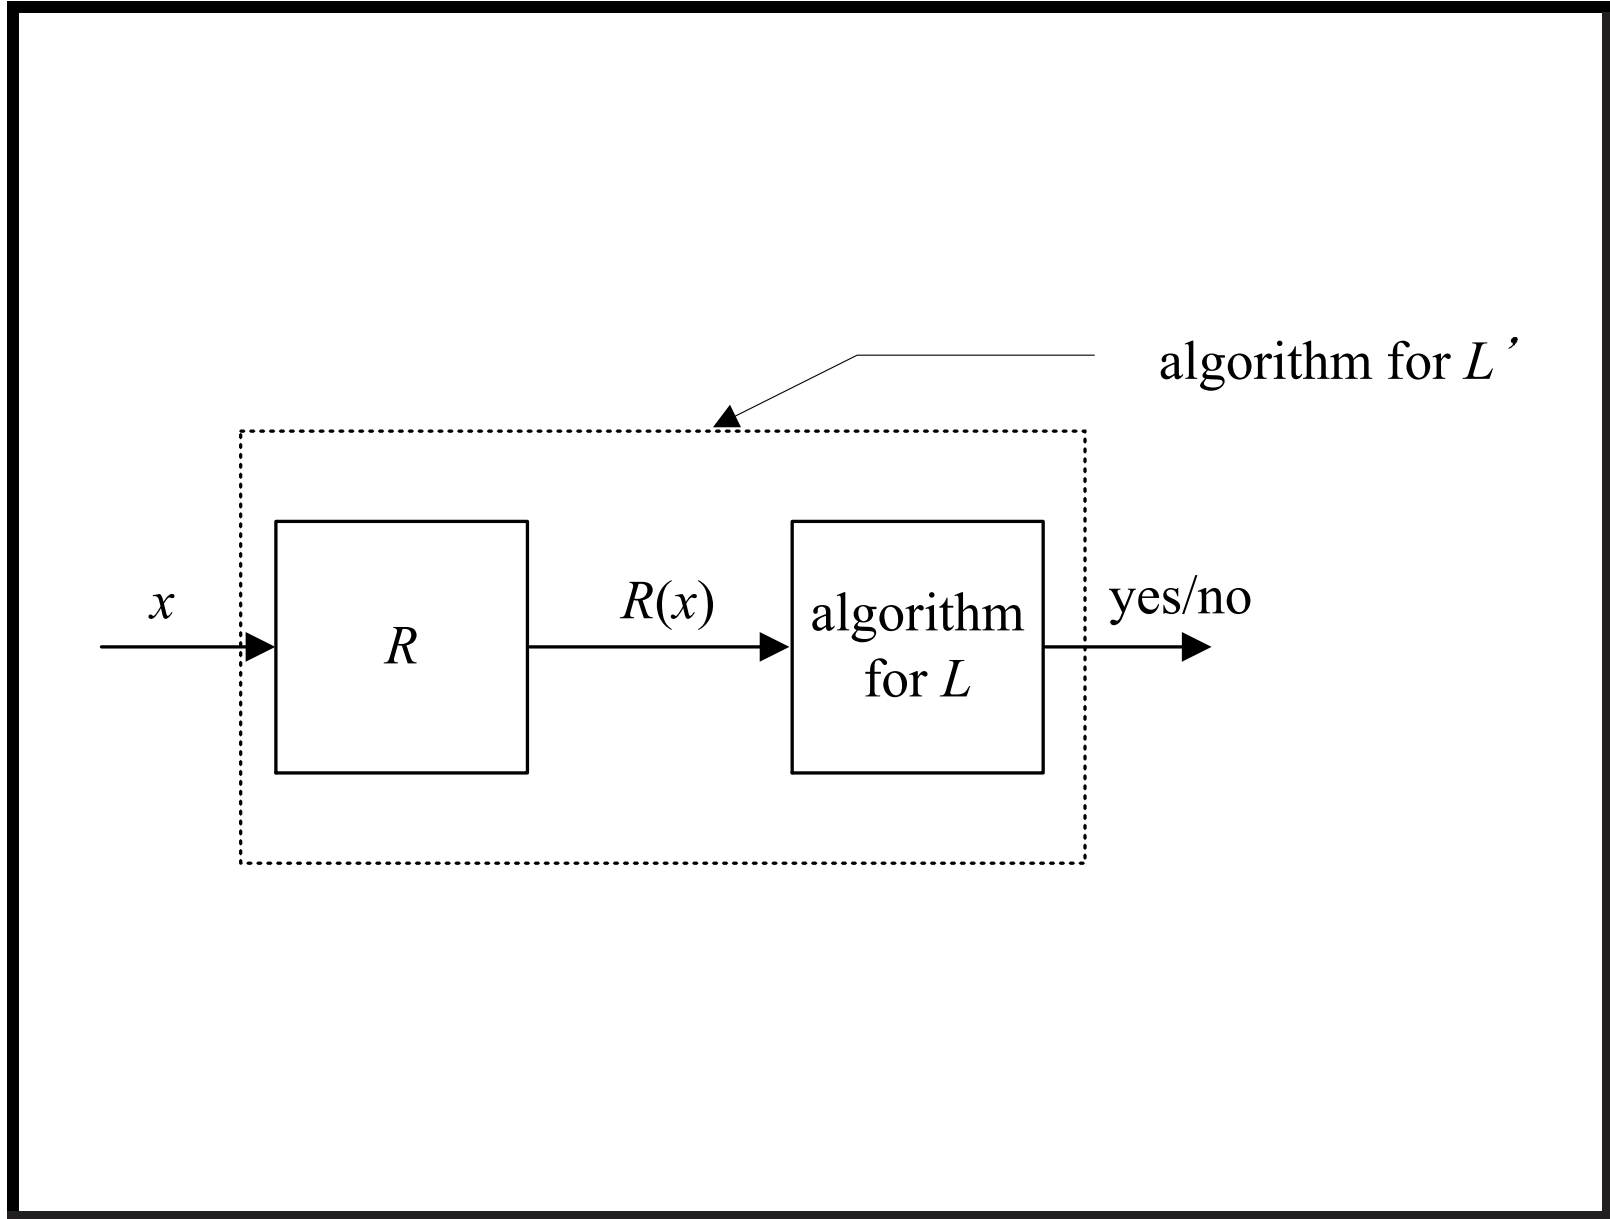 algorithm for L’
x
R
R(x)
algorithm
for L
yes/no